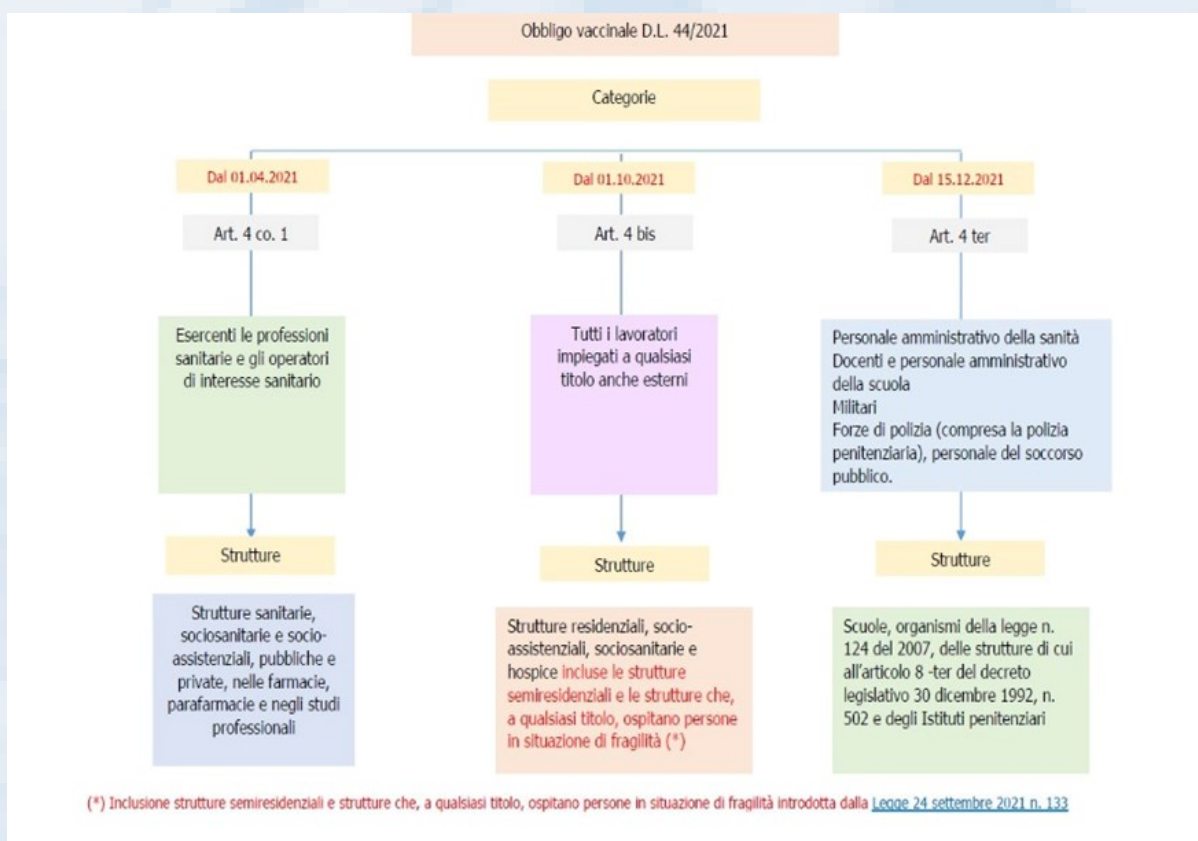 Obbligo vaccinale D.L. 44/2021
Categorie
Dal 01.04.2021
Art. 4 co. 1
Esercenti le professioni
sanitarie e gli operatori
di interesse sanitario
Strutture
Strutture sanitarie,
sociosanitarie e socio-
assistenziali, pubbliche e
private, nelle farmacie,
parafarmacie e negli studi
professionali
Dal 01.10.2021
Art. 4 bis
Tutti i lavoratori
impiegati a qualsiasi
titolo anche esterni
Strutture
Strutture residenziali, socio-
assistenziali, sociosanitarie e
hospice incluse le strutture
semiresidenziali e le strutture che,
a qualsiasi titolo, ospitano persone
in situazione di fragilità (*)
Dal 15.12.2021
Art. 4 ter
Personale amministrativo della sanità
Docenti e personale amministrativo
della scuola
Militari
Forze di polizia (compresa la polizia
penitenziaria), personale del soccorso
pubblico.
Strutture
Scuole, organismi della legge n.
124 del 2007, delle strutture di cui
all'articolo 8 -ter del decreto
legislativo 30 dicembre 1992, n.
502 e degli Istituti penitenziari
(*) Inclusione strutture semiresidenziali e strutture che, a qualsiasi titolo, ospitano persone in situazione di fragilità introdotta dalla Legge 24 settembre 2021 n. 133